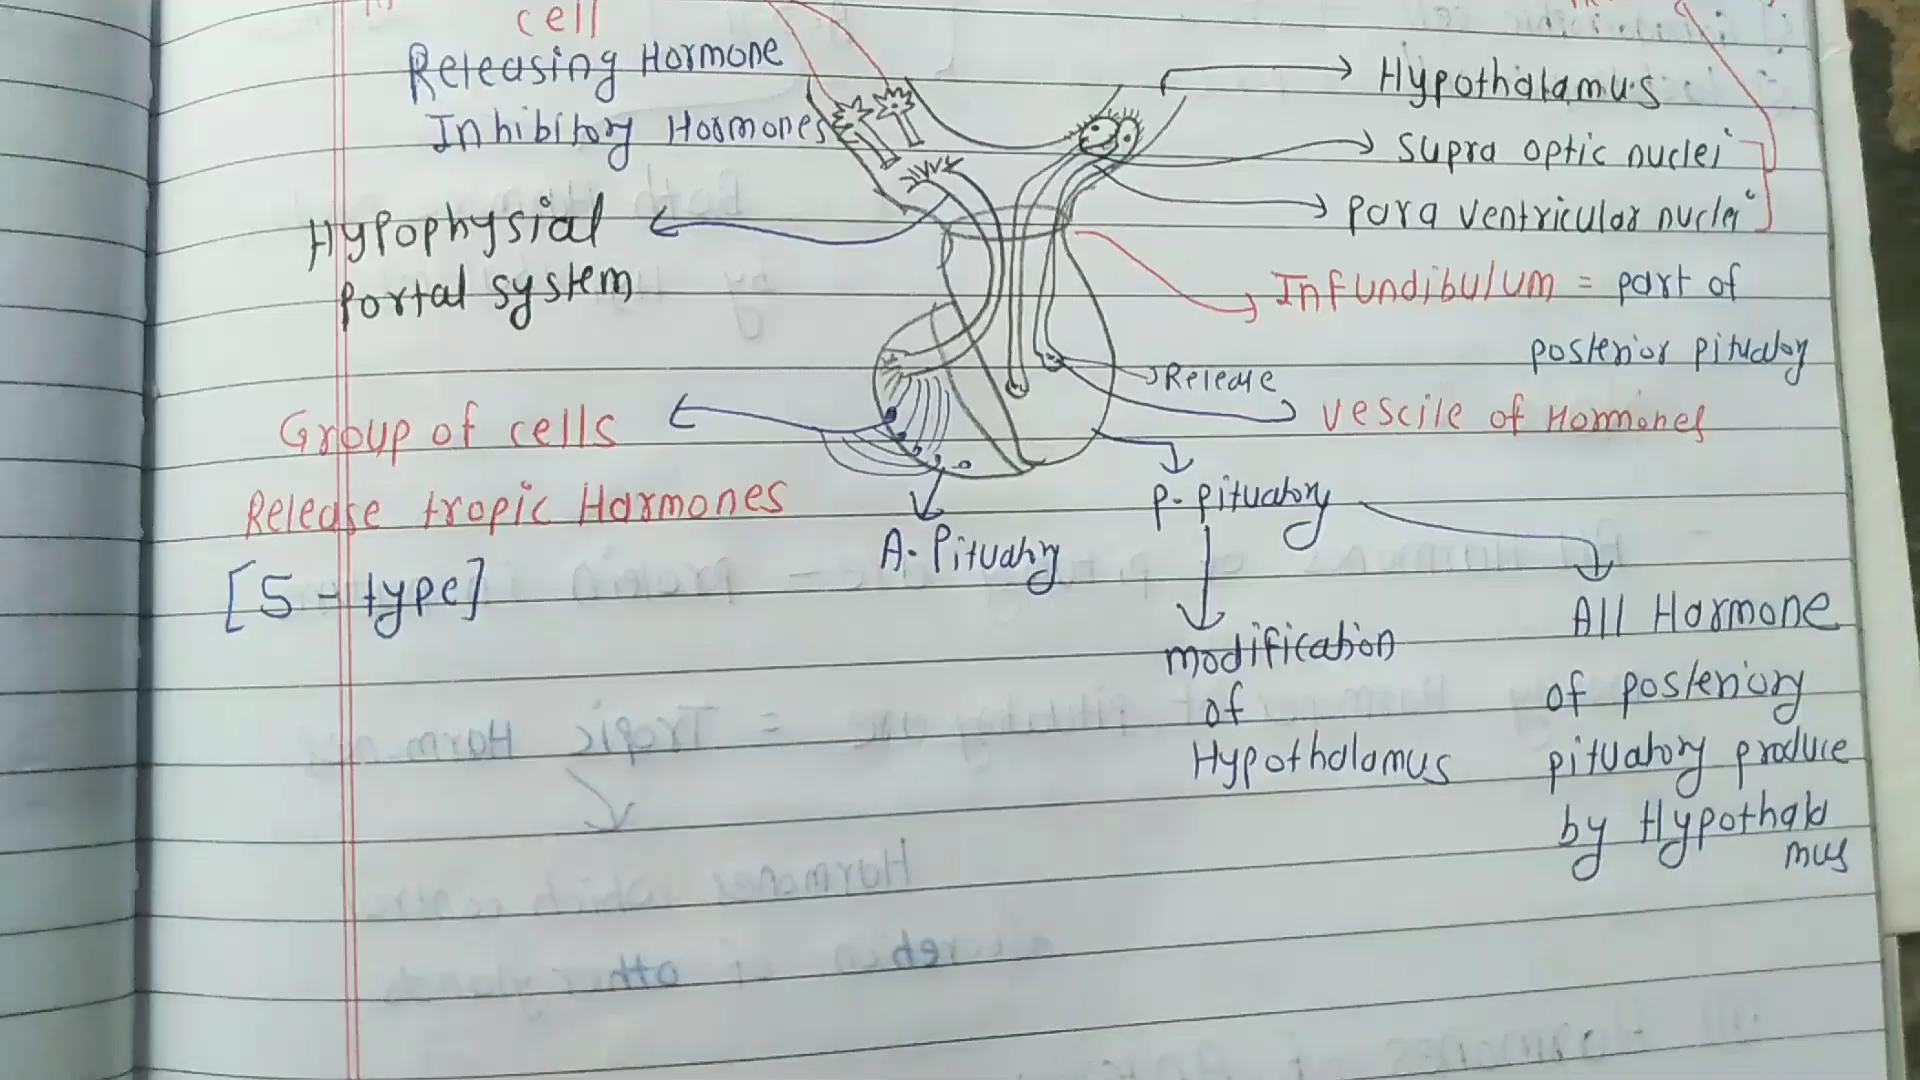 cell
Releasing Hormone
Inhibitory Hormones
Hypothalamus
Supra optic nuclei
Para ventricular nuclei
Hypophysial
Portal system
Infundibulum = part of
posterior pituatory
Release
Vescile of Hormones
Group of cells
Release tropic Hormones
[5-type]
A-Pituatry
P-pituatory
modification
of
Hypothalamus
All Hormone
of posteriory
pituatory produce
by Hypothala
mus